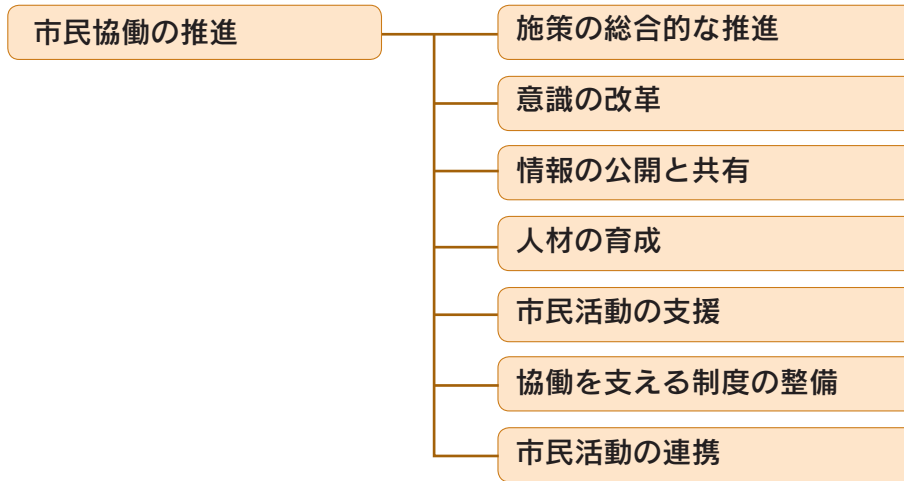 市民協働の推進
施策の総合的な推進
意識の改革
情報の公開と共有
人材の育成
市民活動の支援
協働を支える制度の整備
市民活動の連携